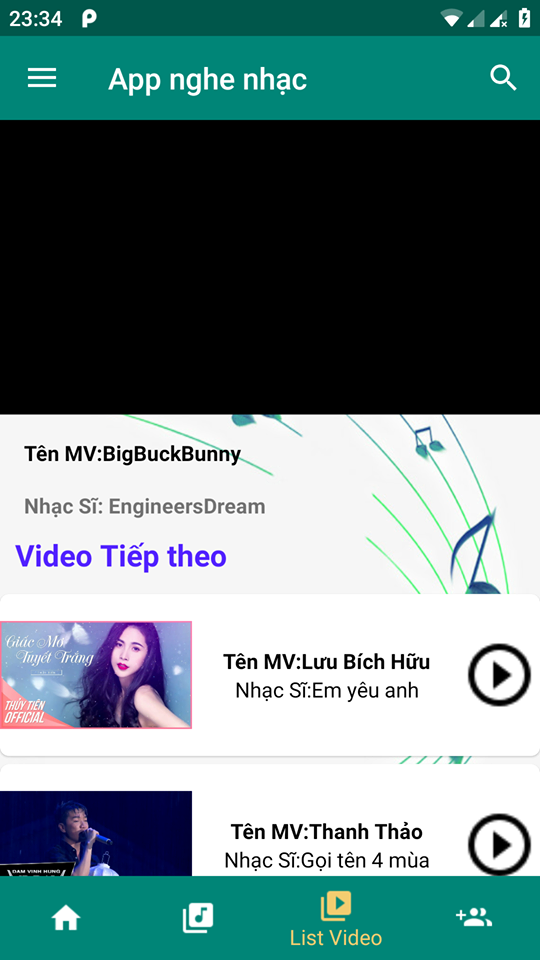 23:34
App nghe nhạc
Tên MV:BigBuckBunny
Nhạc Sĩ: EngineersDream
Video Tiếp theo
Giấc Mơ
Tuyết Trắng
THỦY TIÊN
OFFICIAL
Tên MV:Lưu Bích Hữu
Nhạc Sĩ:Em yêu anh
DAM VINH HUNG
Tên MV:Thanh Thảo
Nhạc Sĩ:Gọi tên 4 mùa
List Video